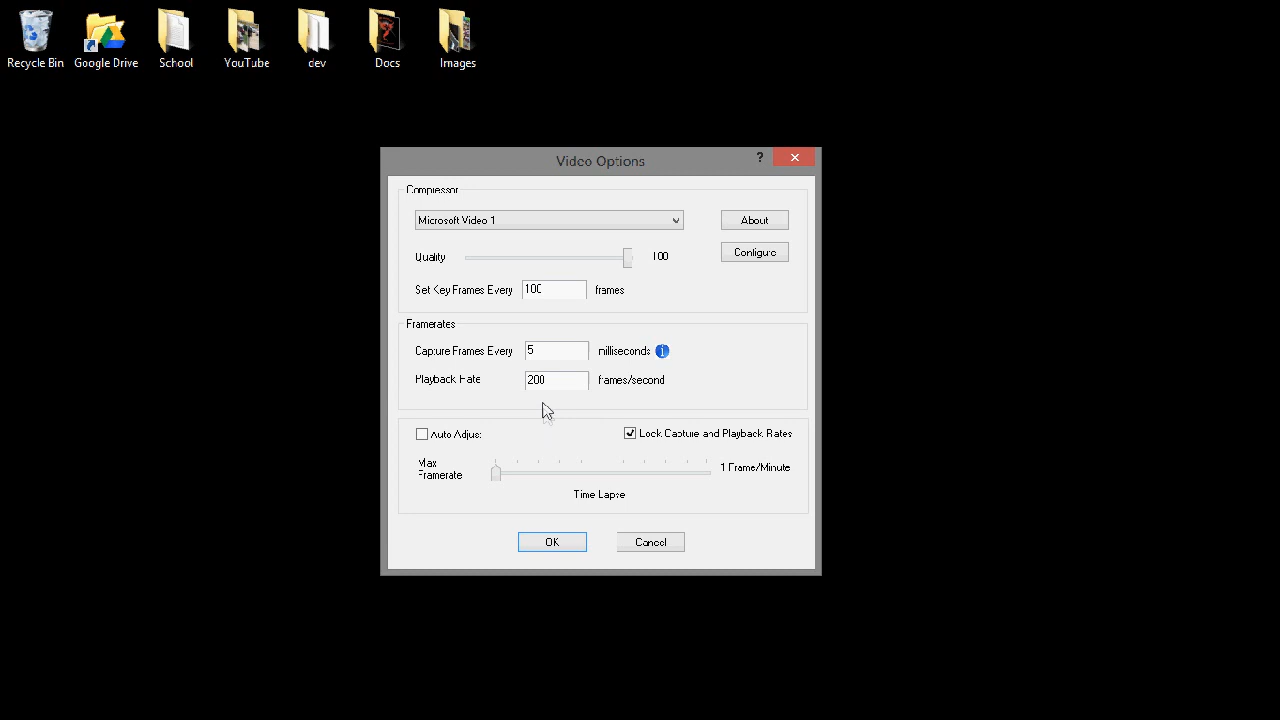 Recycle Bin
Google Drive
School
YouTube
dev
Docs
Images
Video Options
?
Compressor
Microsoft Video 1
About
Quality
100
Configure
Set Key Frames Every 100 frames
Framerates
Capture Frames Every 5 milliseconds
Playback Rate 200 frames/second
Auto Adjust
Lock Capture and Playback Rates
Max
Framerate
1 Frame/Minute
Time Lapse
OK
Cancel